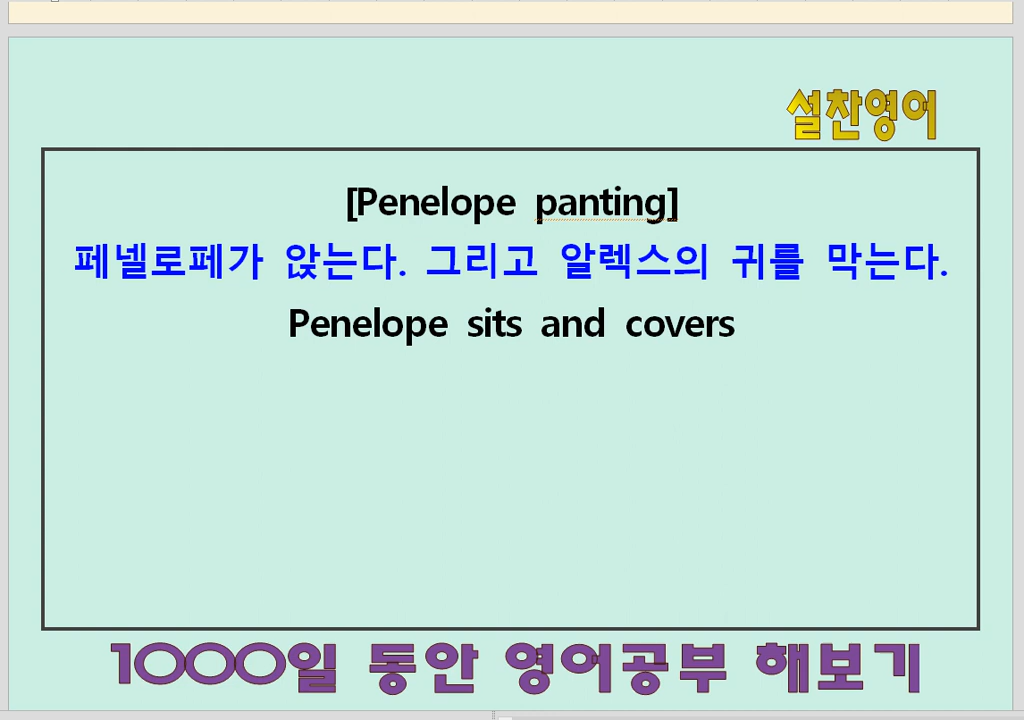 설찬영어
[Penelope panting]
페넬로페가 앉는다. 그리고 알렉스의 귀를 막는다.
Penelope sits and covers
1000일 동안 영어공부 해보기